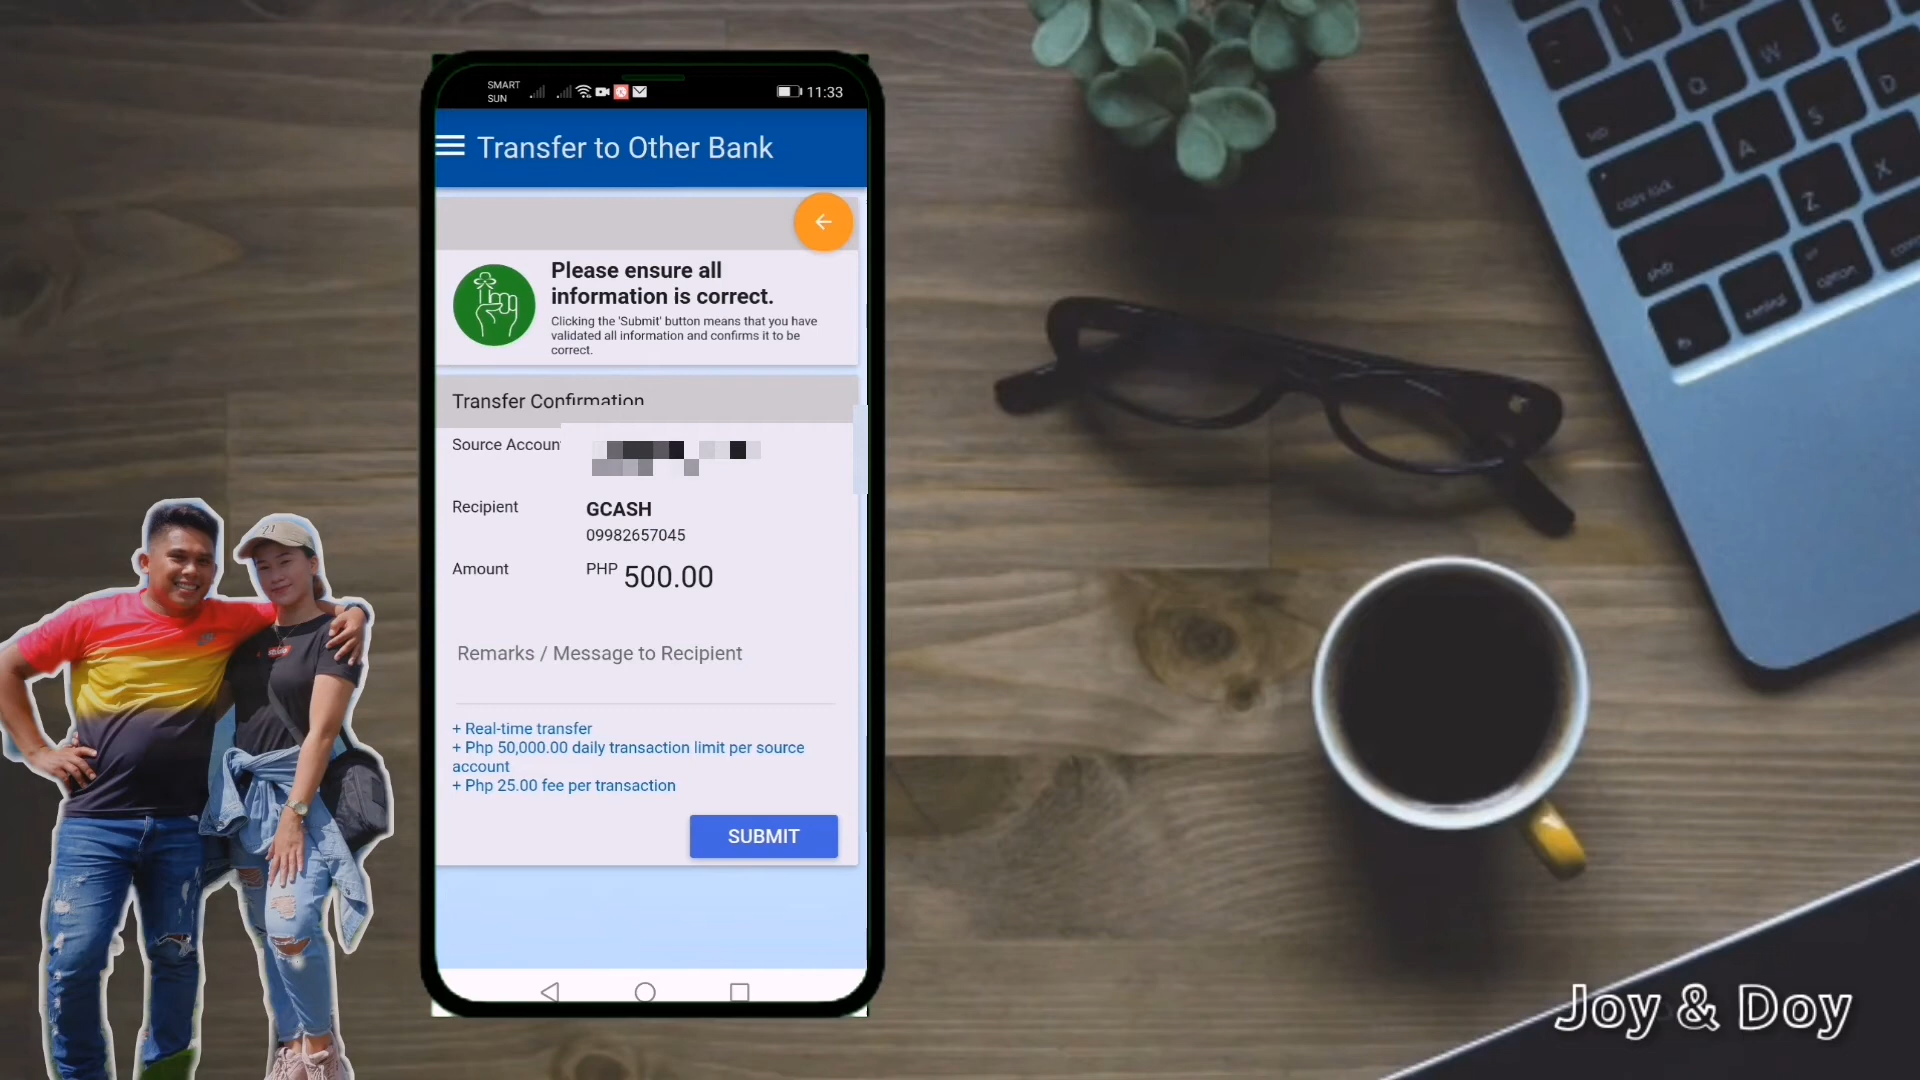 SMART
SUN
11:33
Transfer to Other Bank
Please ensure all
information is correct.
Clicking the 'Submit' button means that you have
validated all information and confirms it to be
correct.
Transfer Confirmation
Source Accoun
Recipient
GCASH
09982657045
Amount
PHP 500.00
Remarks / Message to Recipient
+ Real-time transfer
+ Php 50,000.00 daily transaction limit per source
account
+ Php 25.00 fee per transaction
SUBMIT
Q
W
E
A
S
D
Z
X
Joy & Doy